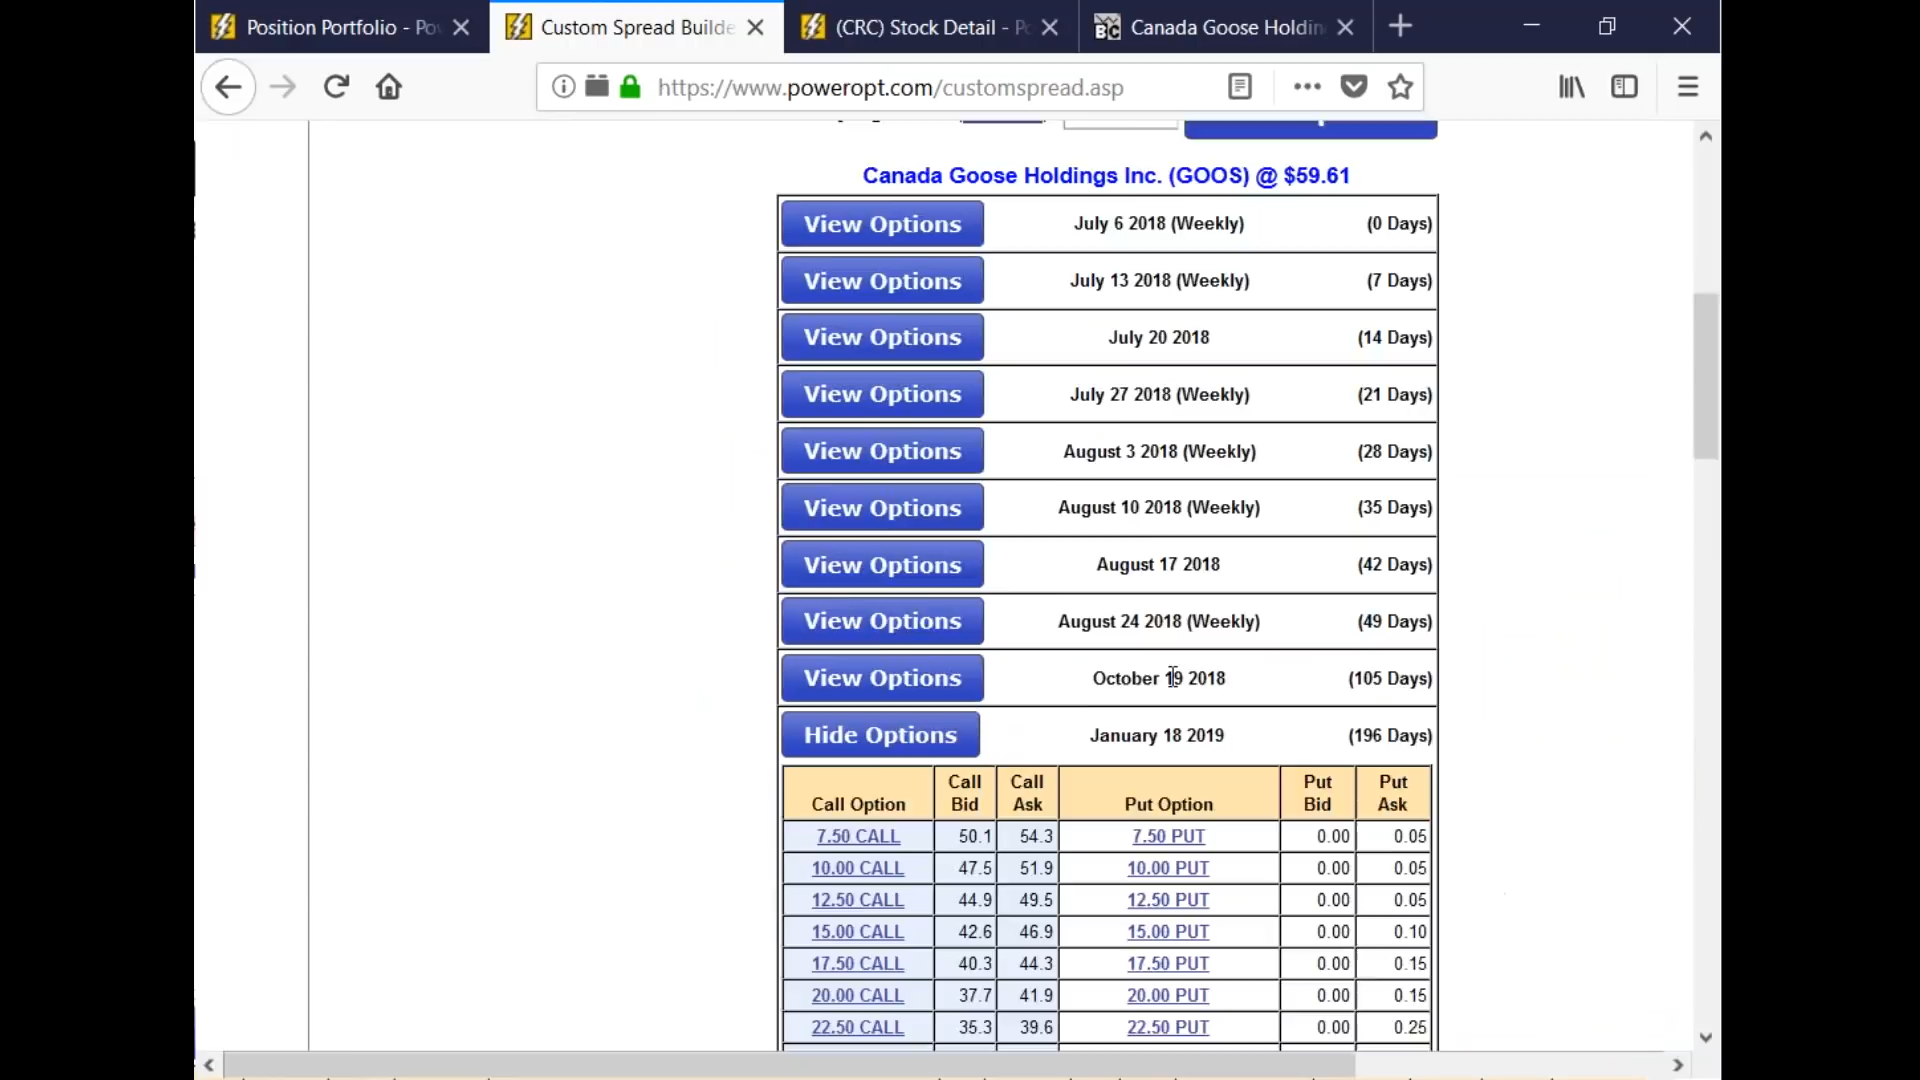 Position Portfolio - Po
Custom Spread Builde
(CRC) Stock Detail - P
Canada Goose Holdin
https://www.poweropt.com/customspread.asp
Canada Goose Holdings Inc. (GOOS) @ $59.61
View Options July 6 2018 (Weekly) (0 Days)
View Options July 13 2018 (Weekly) (7 Days)
View Options July 20 2018 (14 Days)
View Options July 27 2018 (Weekly) (21 Days)
View Options August 3 2018 (Weekly) (28 Days)
View Options August 10 2018 (Weekly) (35 Days)
View Options August 17 2018 (42 Days)
View Options August 24 2018 (Weekly) (49 Days)
View Options October 19 2018 (105 Days)
Hide Options January 18 2019 (196 Days)
Call Option Call Bid Call Ask Put Option Put Bid Put Ask
7.50 CALL 50.1 54.3 7.50 PUT 0.00 0.05
10.00 CALL 47.5 51.9 10.00 PUT 0.00 0.05
12.50 CALL 44.9 49.5 12.50 PUT 0.00 0.05
15.00 CALL 42.6 46.9 15.00 PUT 0.00 0.10
17.50 CALL 40.3 44.3 17.50 PUT 0.00 0.15
20.00 CALL 37.7 41.9 20.00 PUT 0.00 0.15
22.50 CALL 35.3 39.6 22.50 PUT 0.00 0.25